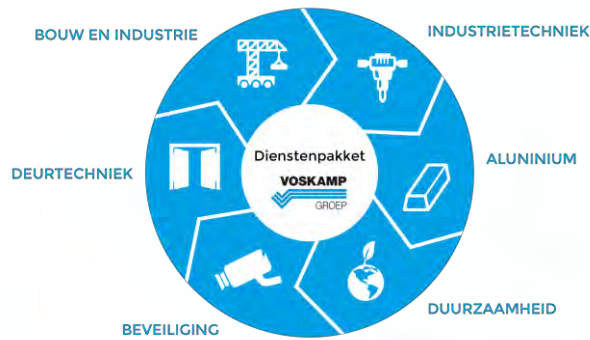 BOUW EN INDUSTRIE
INDUSTRIETECHNIEK
DEURTECHNIEK
Dienstenpakket
VOSKAMP
GROEP
ALUNINIUM
BEVEILIGING
DUURZAAMHEID